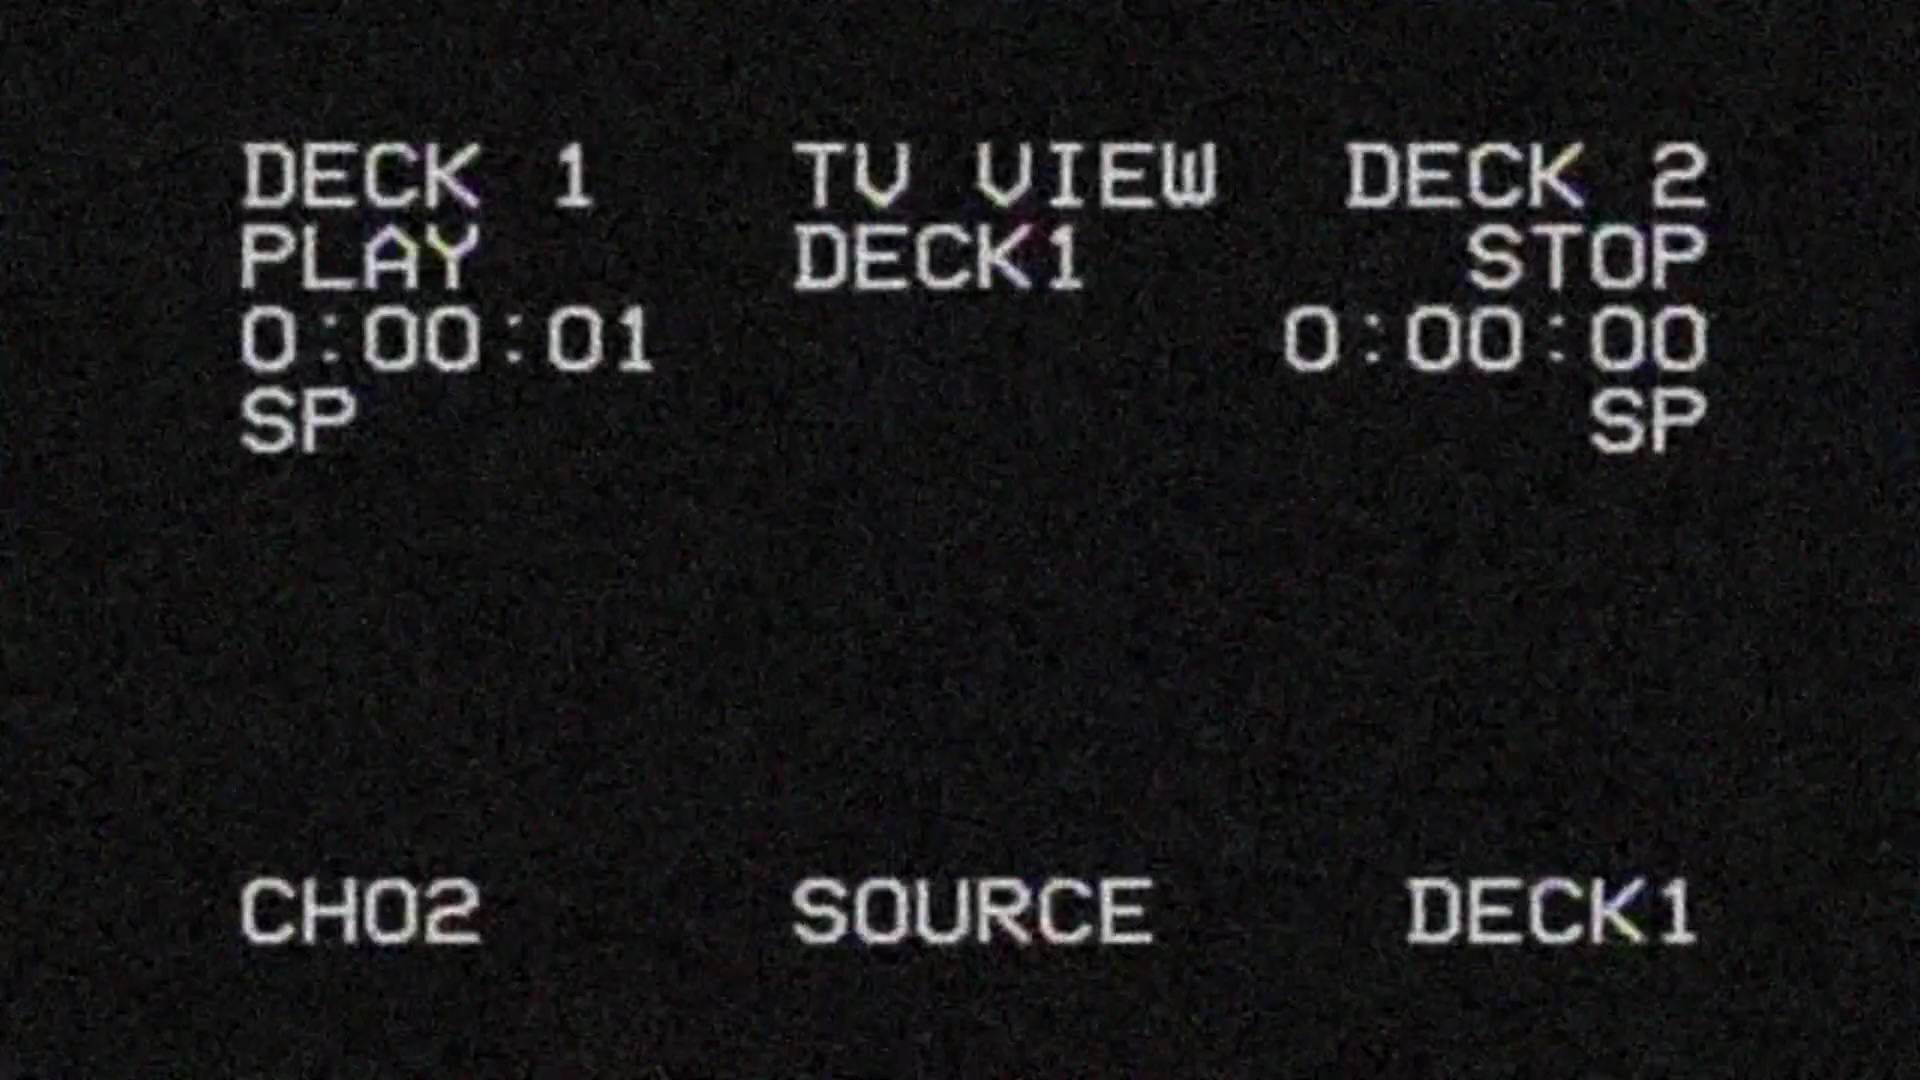 DECK 1 TV VIEW DECK 2
PLAY DECK1 STOP
0:00:01 0:00:00
SP SP
CH02 SOURCE DECK1